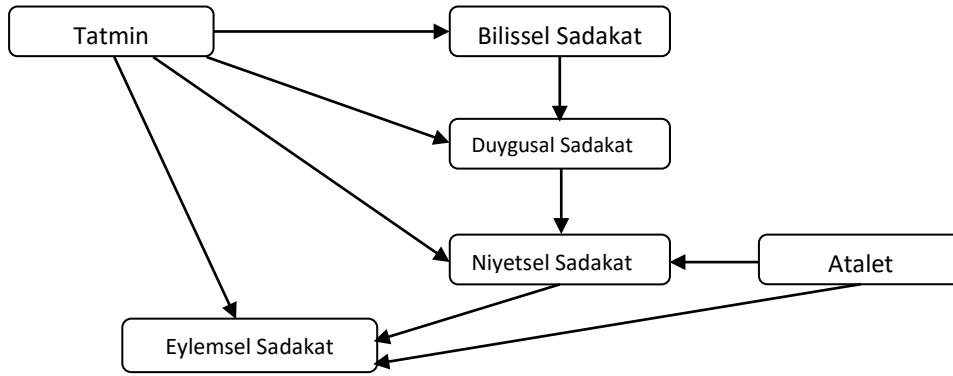 Tatmin
Bilissel Sadakat
Duygusal Sadakat
Niyetsel Sadakat
Atalet
Eylemsel Sadakat